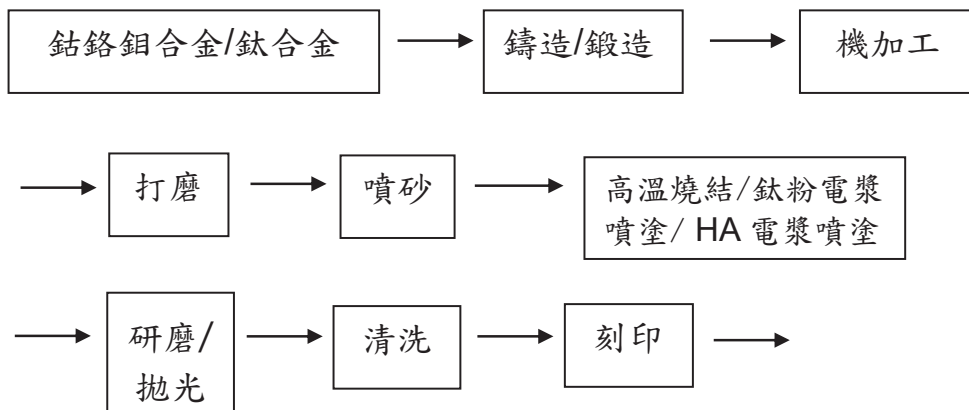 鈷鉻鉬合金/鈦合金
鑄造/鍛造
機加工
打磨
噴砂
高溫燒結/鈦粉電漿
噴塗/ HA 電漿噴塗
研磨/
拋光
清洗
刻印